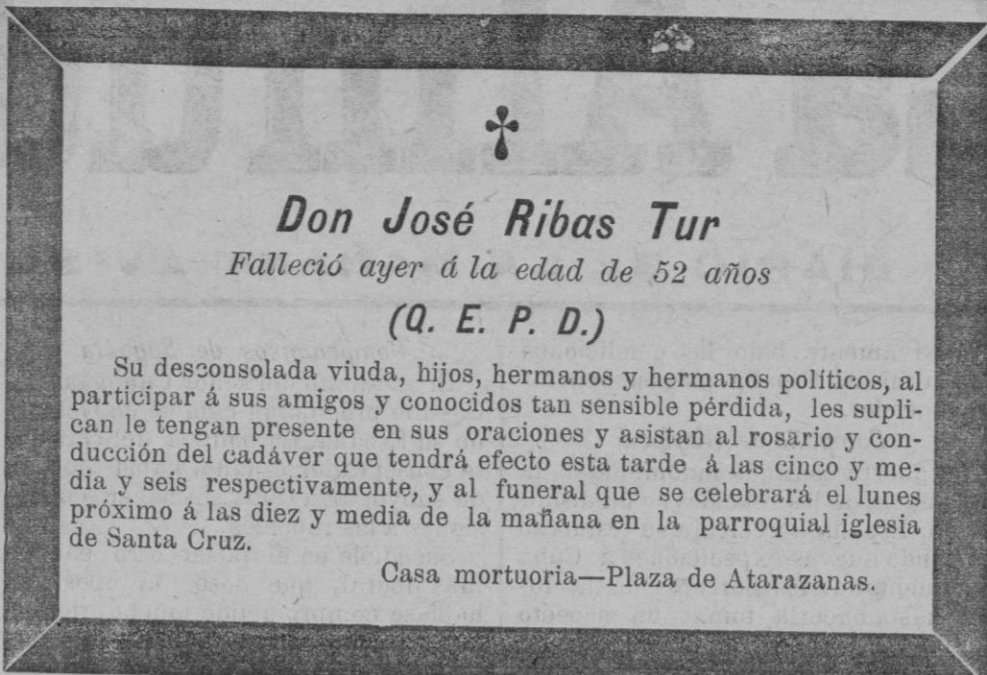 Don José Ribas Tur
Falleció ayer á la edad de 52 años
(Q. E. P. D.)
Su desconsolada viuda, hijos, hermanos y hermanos políticos, al
participar á sus amigos y conocidos tan sensible pérdida, les supli-
can le tengan presente en sus oraciones y asistan al rosario y con-
ducción del cadáver que tendrá efecto esta tarde á las cinco y me-
dia y seis respectivamente, y al funeral que se celebrará el lunes
próximo á las diez y media de la mañana en la parroquial iglesia
de Santa Cruz.
Casa mortuoria—Plaza de Atarazanas.